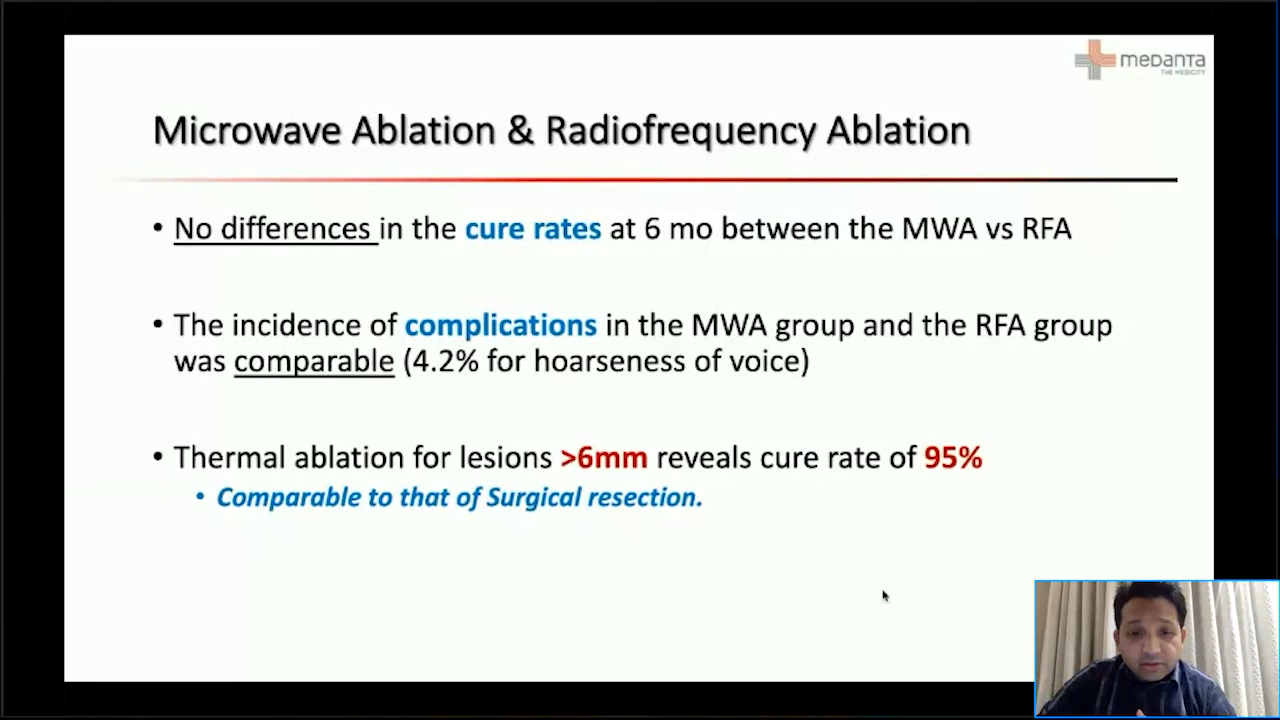 medanta
THE MEDICITY
Microwave Ablation & Radiofrequency Ablation
• No differences in the cure rates at 6 mo between the MWA vs RFA
• The incidence of complications in the MWA group and the RFA group
was comparable (4.2% for hoarseness of voice)
• Thermal ablation for lesions >6mm reveals cure rate of 95%
• Comparable to that of Surgical resection.